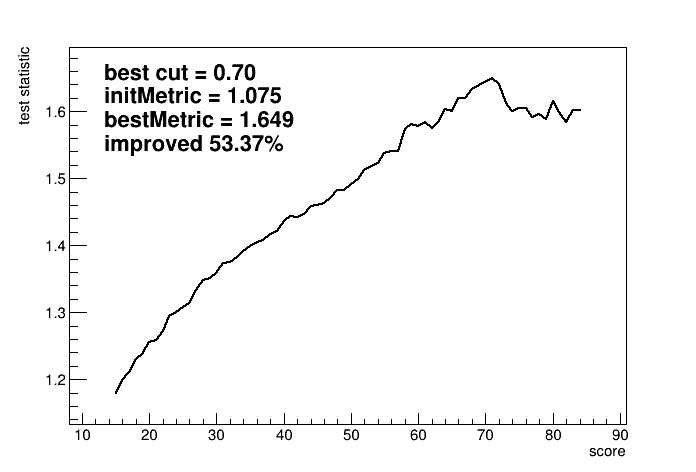 best cut = 0.70
initMetric = 1.075
bestMetric = 1.649
improved 53.37%
test statistic
1.6
1.5
1.4
1.3
1.2
10 20 30 40 50 60 70 80 90
score